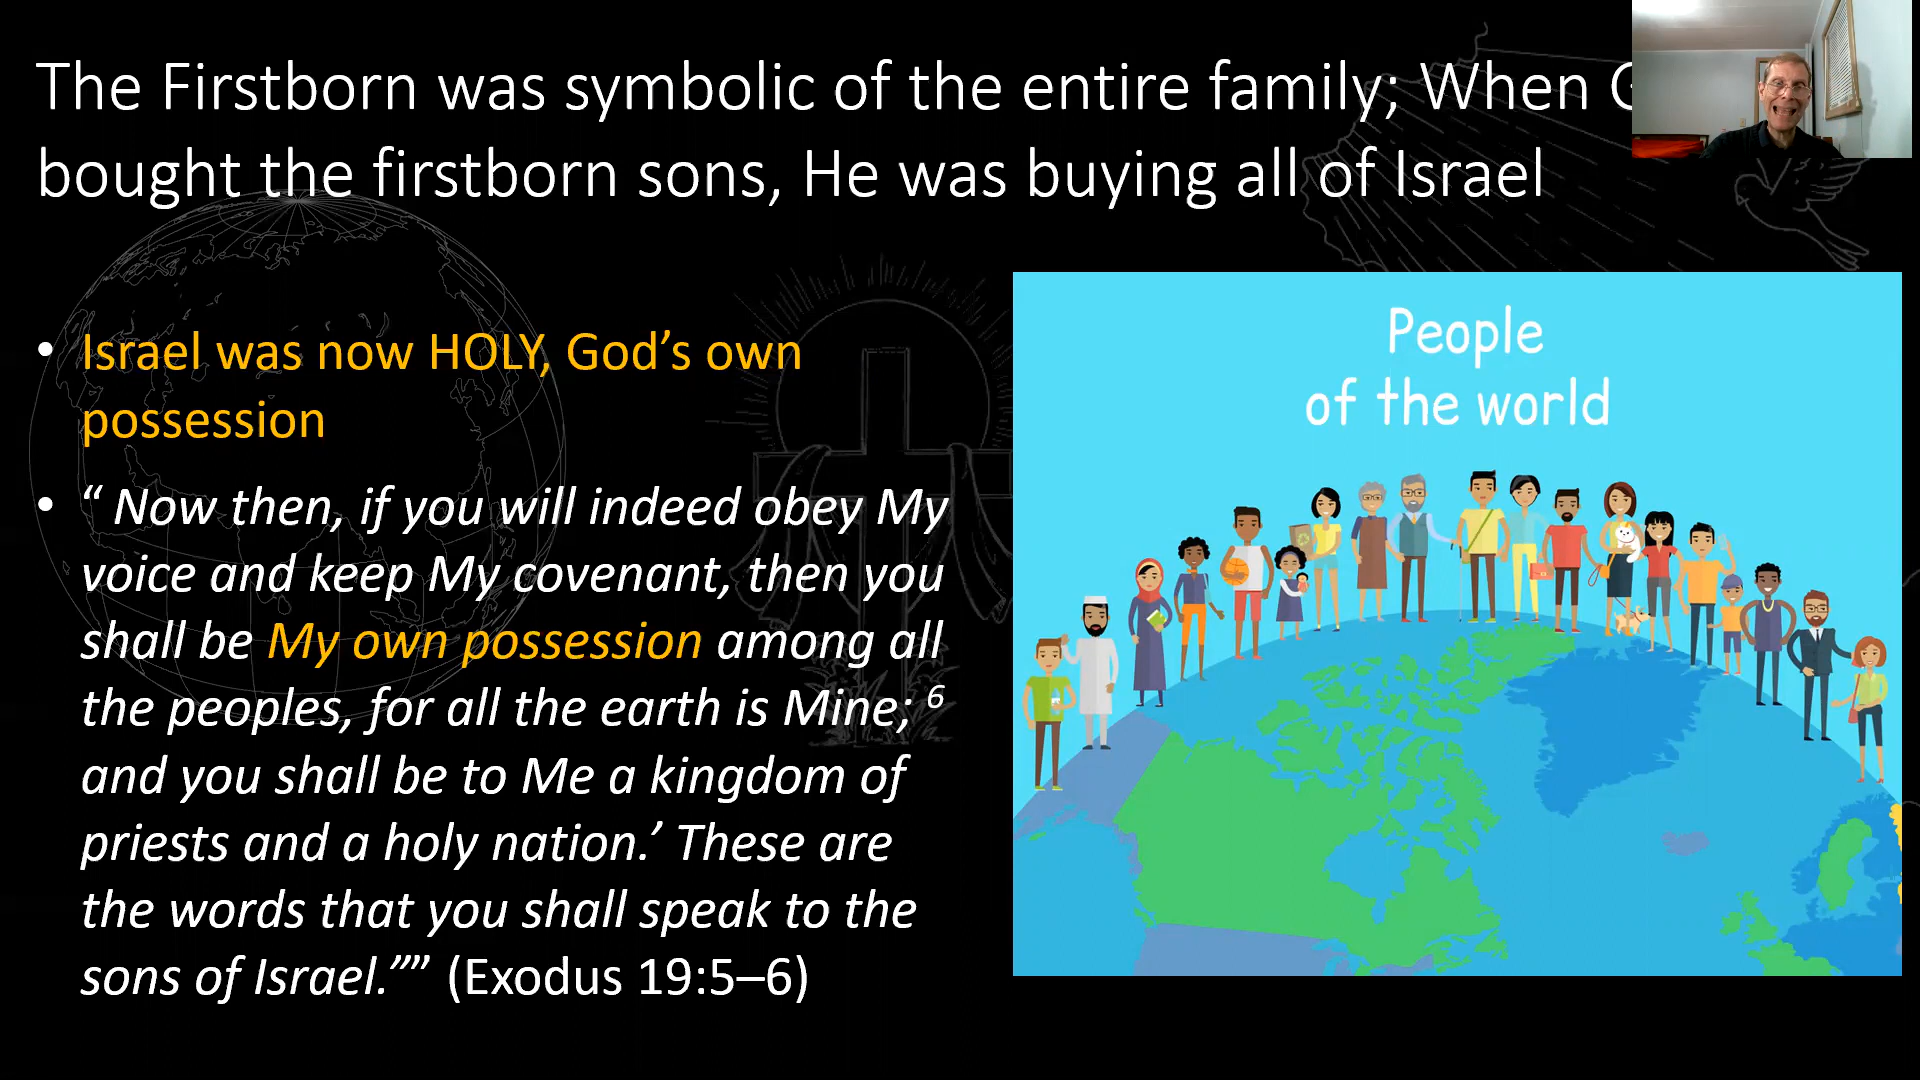 The Firstborn was symbolic of the entire family; When
bought the firstborn sons, He was buying all of Israel
• Israel was now HOLY, God’s own
possession
• “ Now then, if you will indeed obey My
voice and keep My covenant, then you
shall be My own possession among all
the peoples, for all the earth is Mine; 6
and you shall be to Me a kingdom of
priests and a holy nation.’ These are
the words that you shall speak to the
sons of Israel.”” (Exodus 19:5–6)
People
of the world